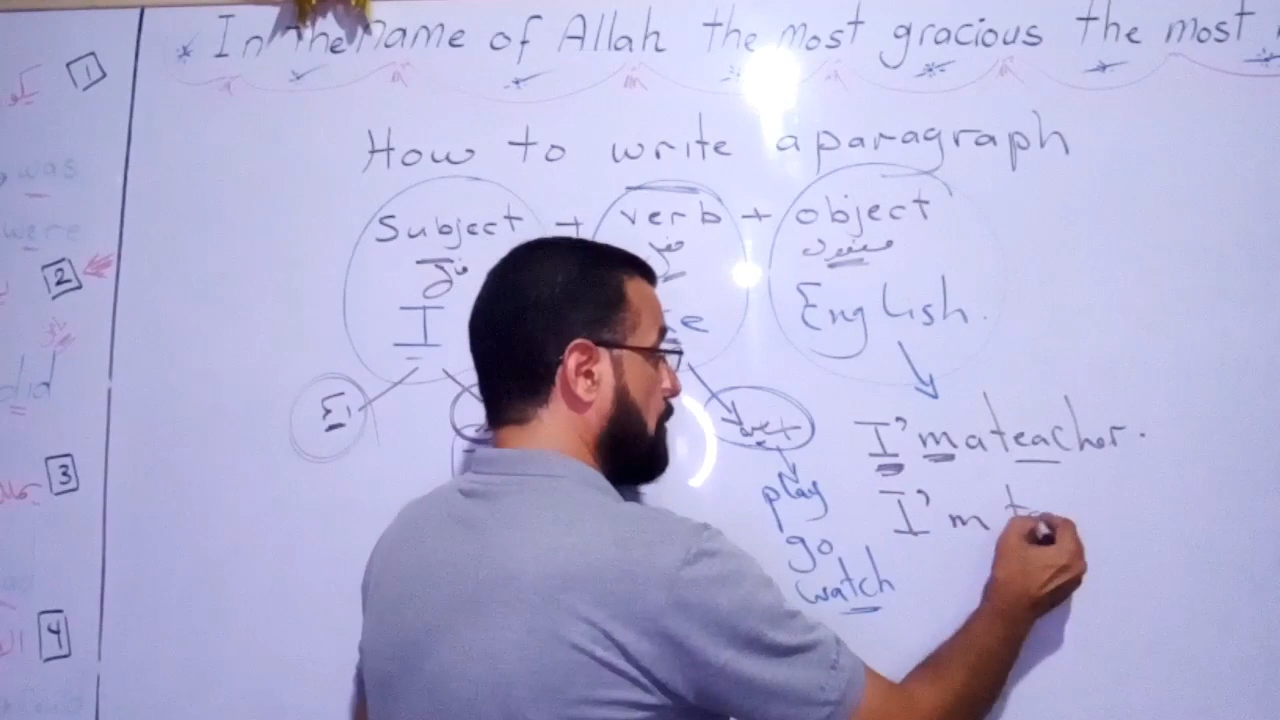 In the name of Allah the most gracious the most
How to write a paragraph
Subject + verb + object
فعل مفعول
I English.
I'm a teacher.
I'm
play
go
watch
1
was
were
2
did
3
4